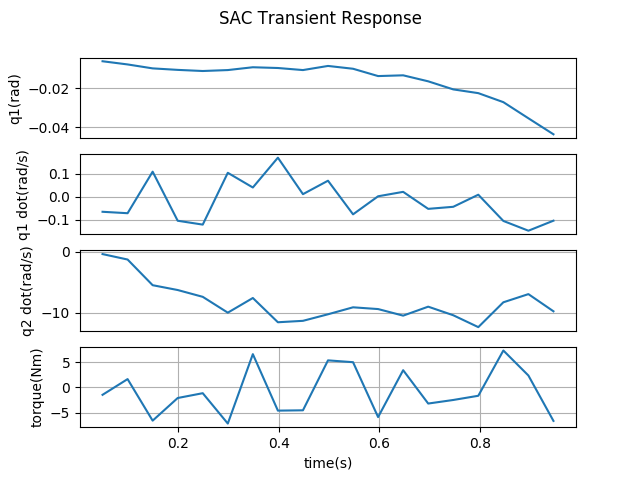 SAC Transient Response
q1(rad)
−0.02
−0.04
q1 dot(rad/s)
0.1
0.0
−0.1
q2 dot(rad/s)
0
−10
torque(Nm)
5
0
−5
0.2 0.4 0.6 0.8
time(s)